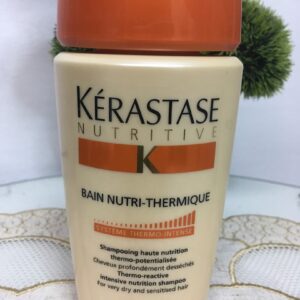 KÉRASTASE
NUTRITIVE
K
BAIN NUTRI-THERMIQUE
SYSTÈME THERMO-INTENSE
Shampooing haute nutrition
thermo-potentialisée
Cheveux profondément desséchés
Thermo-reactive
intensive nutrition shampoo
for very dry and sensitised hair